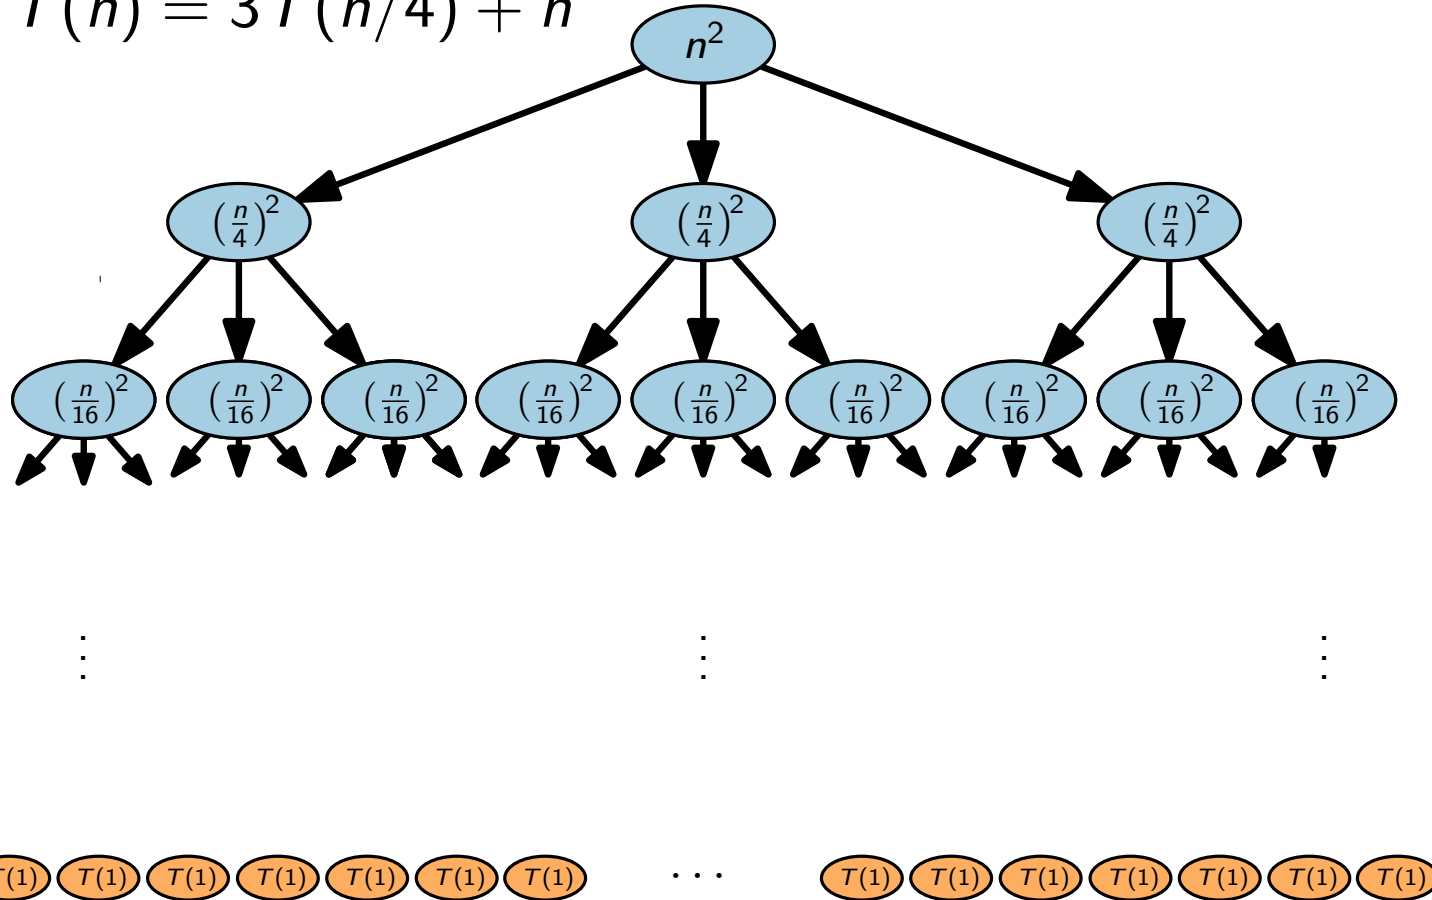 T(n) = 3T(n/4) + n
n²
(n/4)² (n/4)² (n/4)²
(n/16)² (n/16)² (n/16)² (n/16)² (n/16)² (n/16)² (n/16)² (n/16)² (n/16)²
⋮ ⋮ ⋮
T(1) T(1) T(1) T(1) T(1) T(1) T(1) ··· T(1) T(1) T(1) T(1) T(1) T(1) T(1)